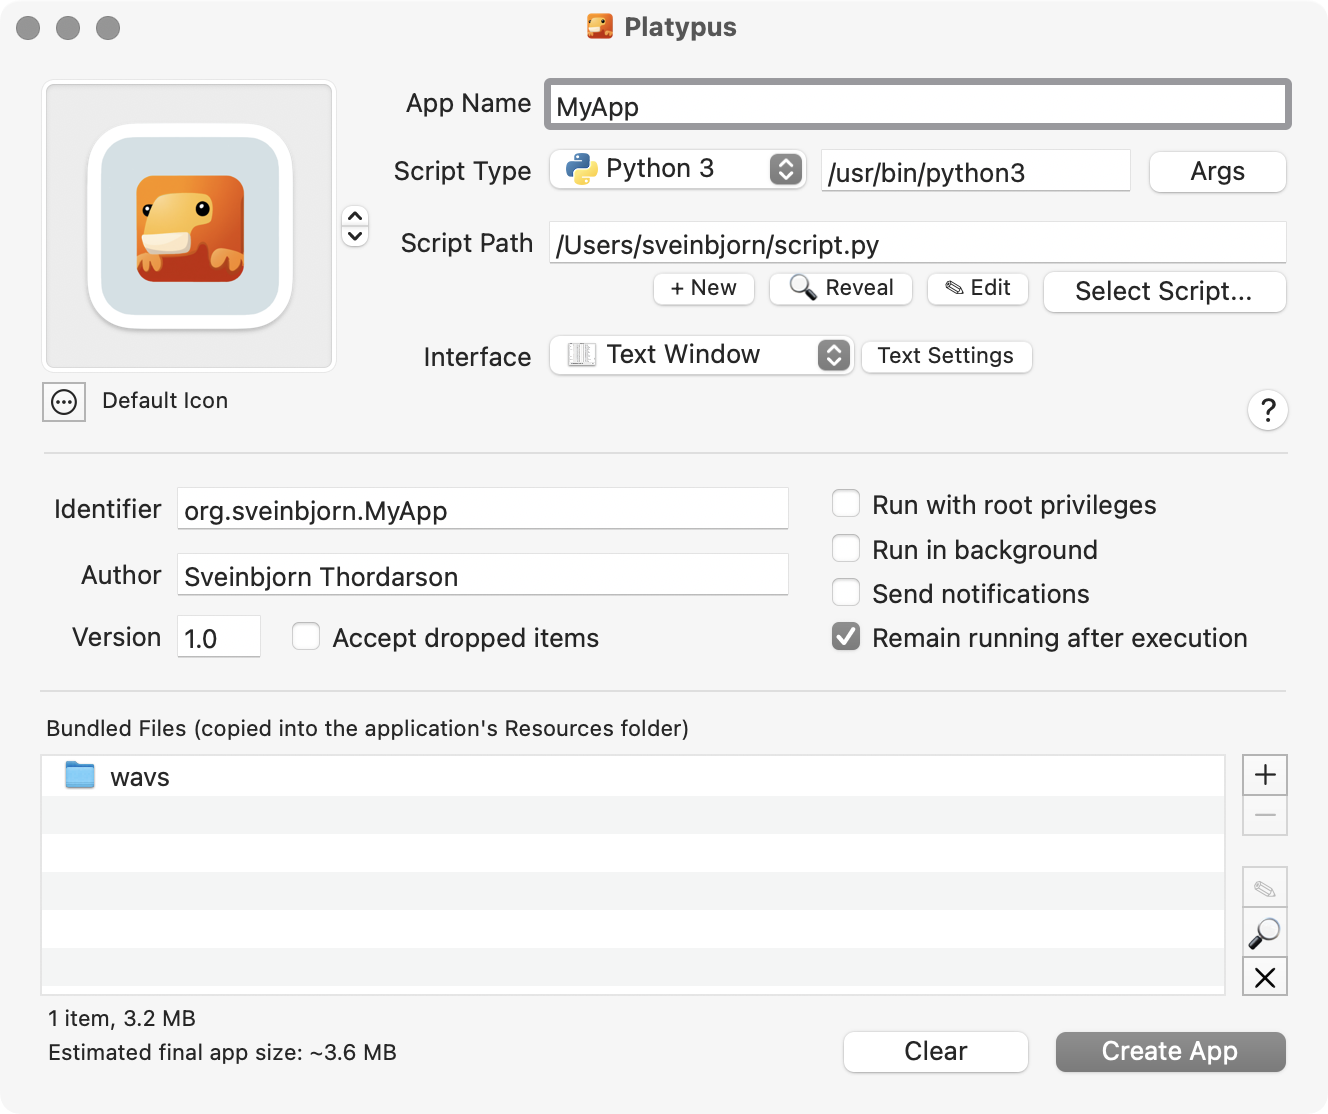 Platypus
App Name MyApp
Script Type Python 3 /usr/bin/python3 Args
Script Path /Users/sveinbjorn/script.py
+ New Reveal ✎ Edit Select Script...
Interface Text Window Text Settings
Default Icon
?
Identifier org.sveinbjorn.MyApp
Author Sveinbjorn Thordarson
Version 1.0 Accept dropped items
Run with root privileges
Run in background
Send notifications
Remain running after execution
Bundled Files (copied into the application's Resources folder)
wavs
1 item, 3.2 MB
Estimated final app size: ~3.6 MB
Clear Create App